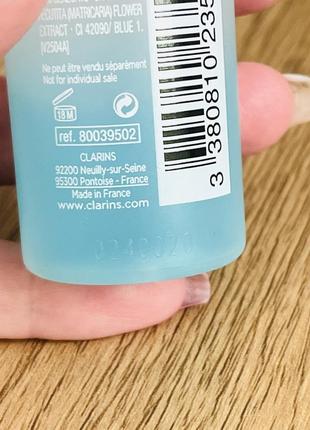 RECUTITA (MATRICARIA) FLOWER
EXTRACT · CI 42090/ BLUE 1.
[V2504A]
Ne peut être vendu séparément
Not for individual sale
18 M
ref. 80039502
CLARINS
92200 Neuilly-sur-Seine
95300 Pontoise - France
Made in France
www.clarins.com
3 380810 235